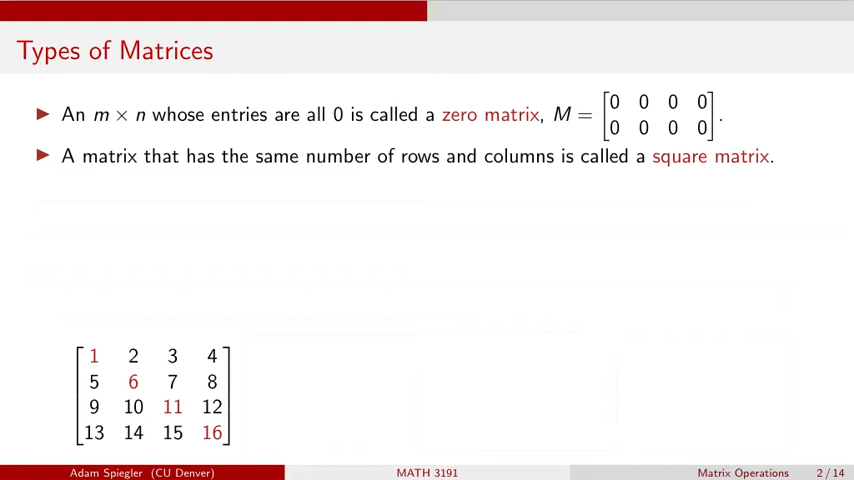 Types of Matrices
▶ An m × n whose entries are all 0 is called a zero matrix, M = [0 0 0 0
0 0 0 0].
▶ A matrix that has the same number of rows and columns is called a square matrix.
1 2 3 4
5 6 7 8
9 10 11 12
13 14 15 16
Adam Spiegler (CU Denver) MATH 3191 Matrix Operations 2 / 14